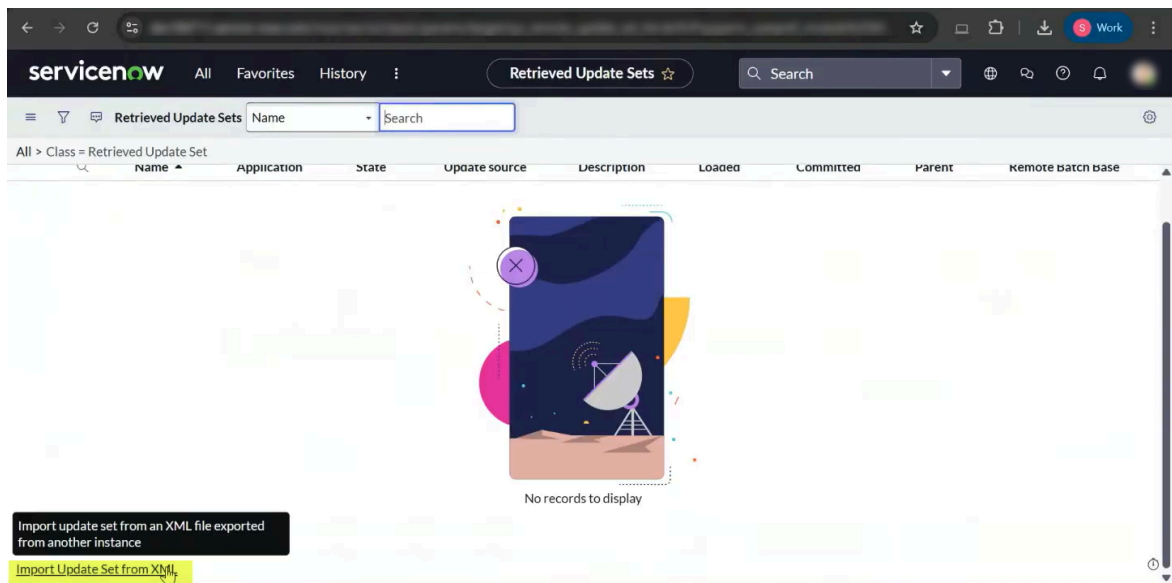 S Work
servicenow All Favorites History Retrieved Update Sets Search
Retrieved Update Sets Name Search
All > Class = Retrieved Update Set
Name Application State Update source Description Loaded Committed Parent Remote Batch Base
No records to display
Import update set from an XML file exported
from another instance
Import Update Set from XML